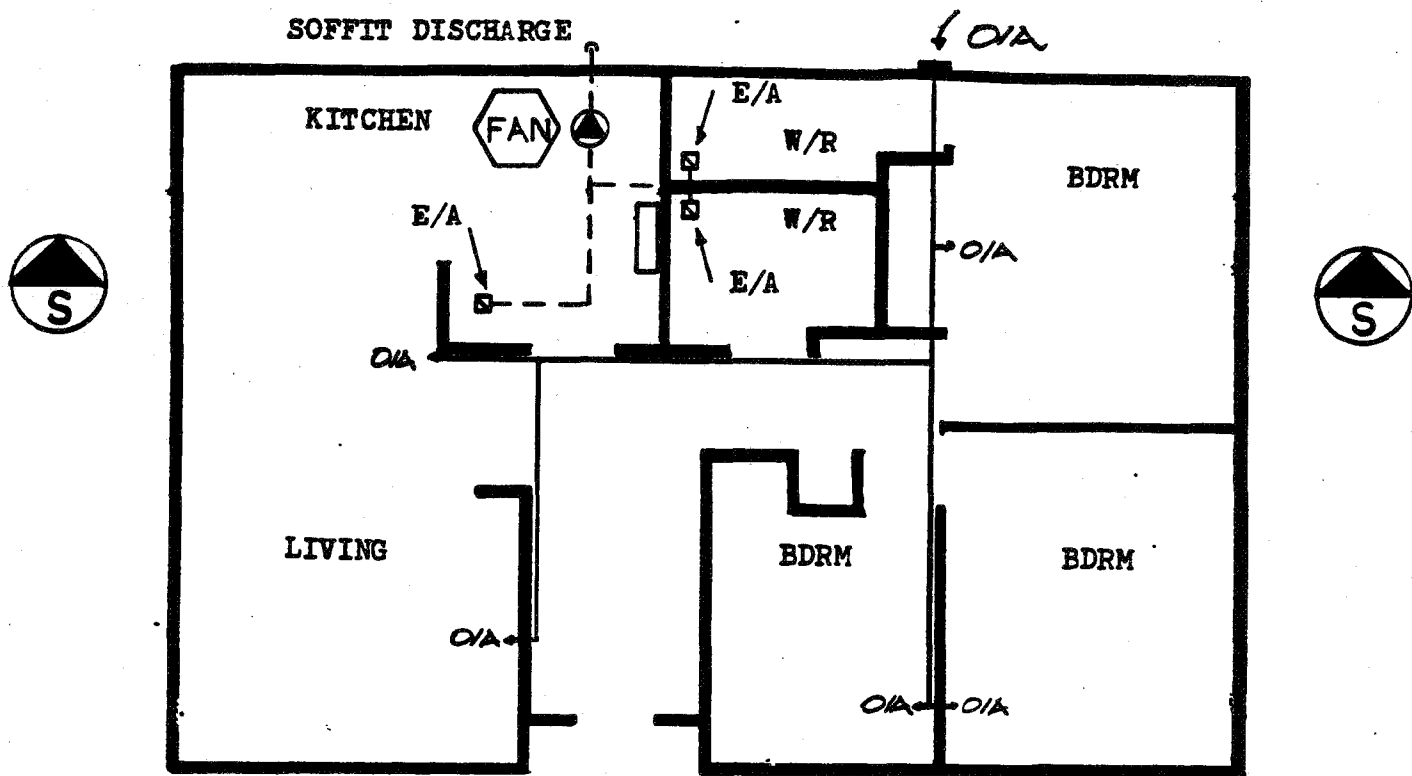 SOFFIT DISCHARGE
O/A
KITCHEN
FAN
E/A
W/R
BDRM
E/A
W/R
O/A
E/A
S
S
O/A
LIVING
BDRM
BDRM
O/A
O/A
O/A